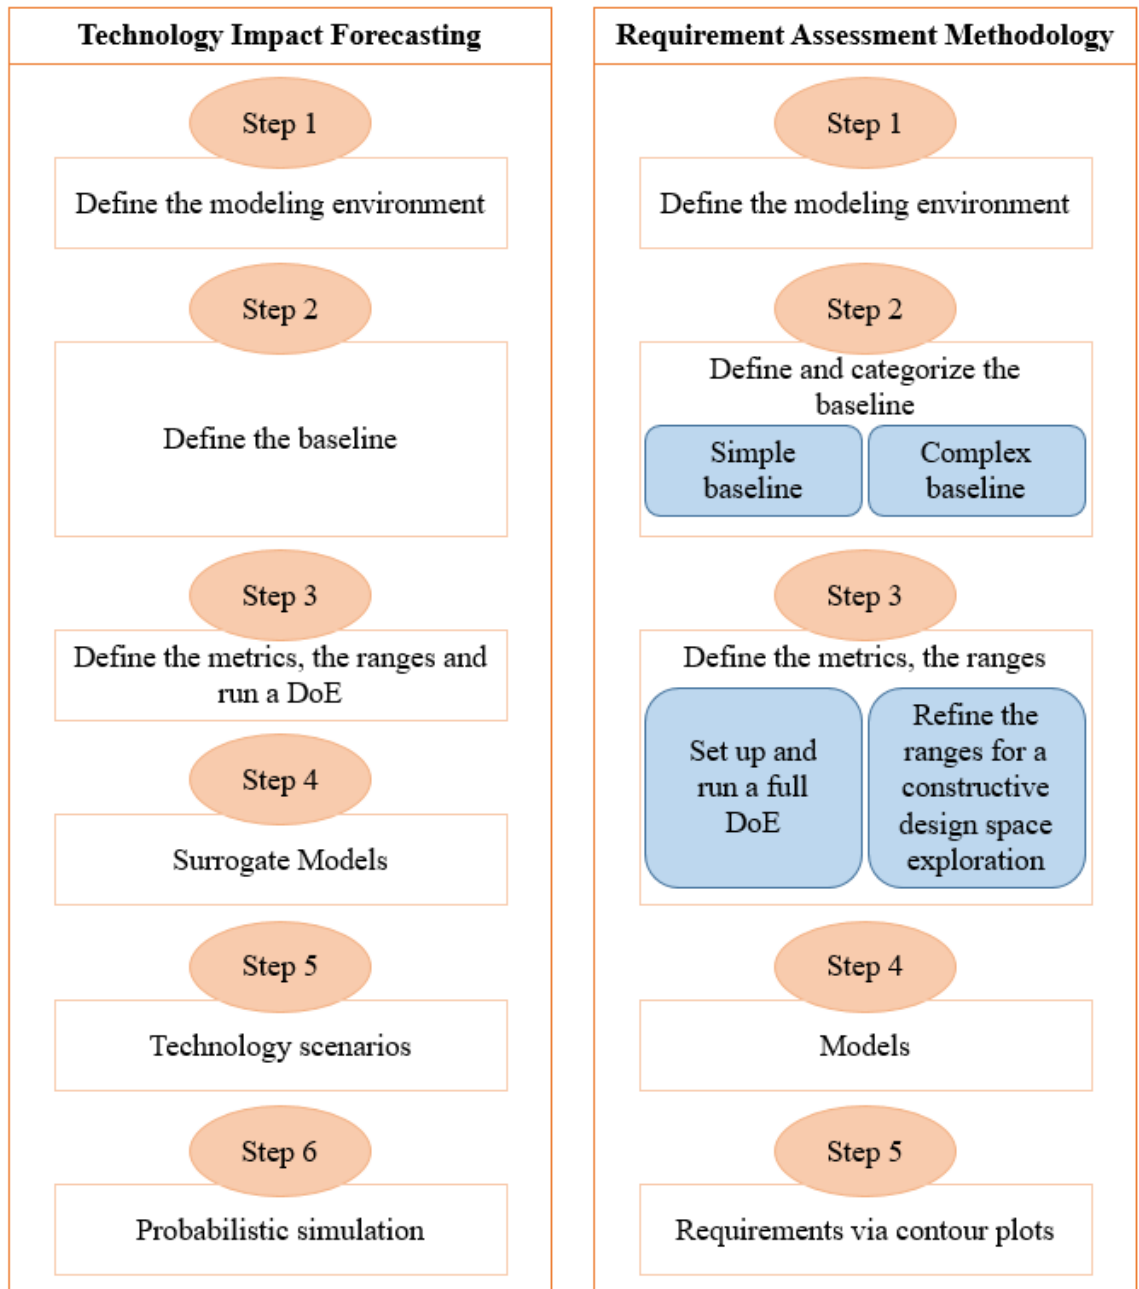 Technology Impact Forecasting
Step 1
Define the modeling environment
Step 2
Define the baseline
Step 3
Define the metrics, the ranges and
run a DoE
Step 4
Surrogate Models
Step 5
Technology scenarios
Step 6
Probabilistic simulation
Requirement Assessment Methodology
Step 1
Define the modeling environment
Step 2
Define and categorize the
baseline
Simple
baseline
Complex
baseline
Step 3
Define the metrics, the ranges
Set up and
run a full
DoE
Refine the
ranges for a
constructive
design space
exploration
Step 4
Models
Step 5
Requirements via contour plots